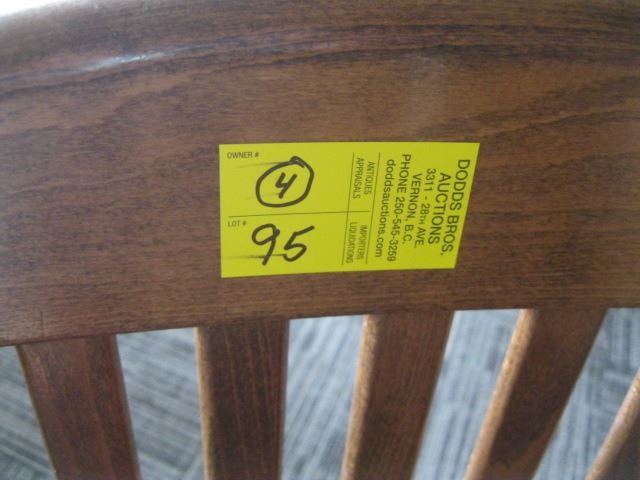 OWNER #
4
LOT #
95
ANTIQUES
APPRAISALS
IMPORTERS
LIQUIDATIONS
DODDS BROS.
AUCTIONS
3311 - 28TH AVE.
VERNON, B.C.
PHONE 250-545-3259
doddsauctions.com